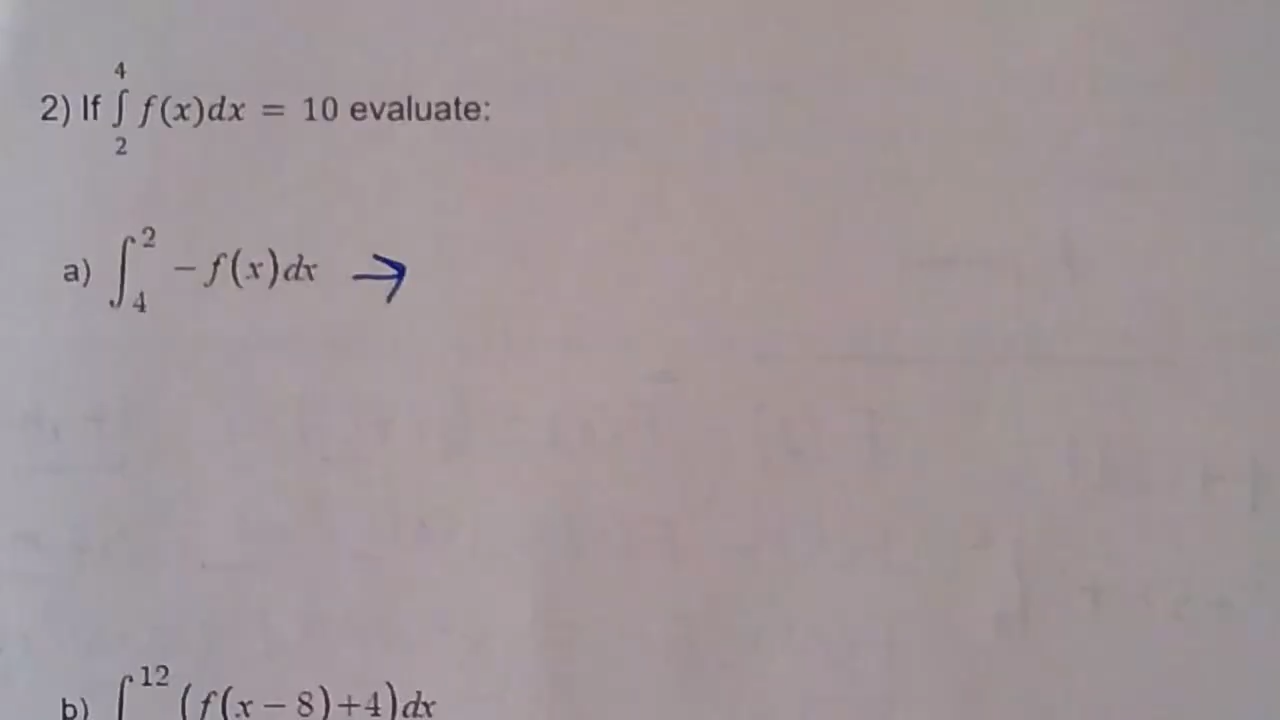 2) If ∫₂⁴ f(x)dx = 10 evaluate:
a) ∫₄² − f(x)dx →
b) ∫¹² (f(x − 8)+4)dx